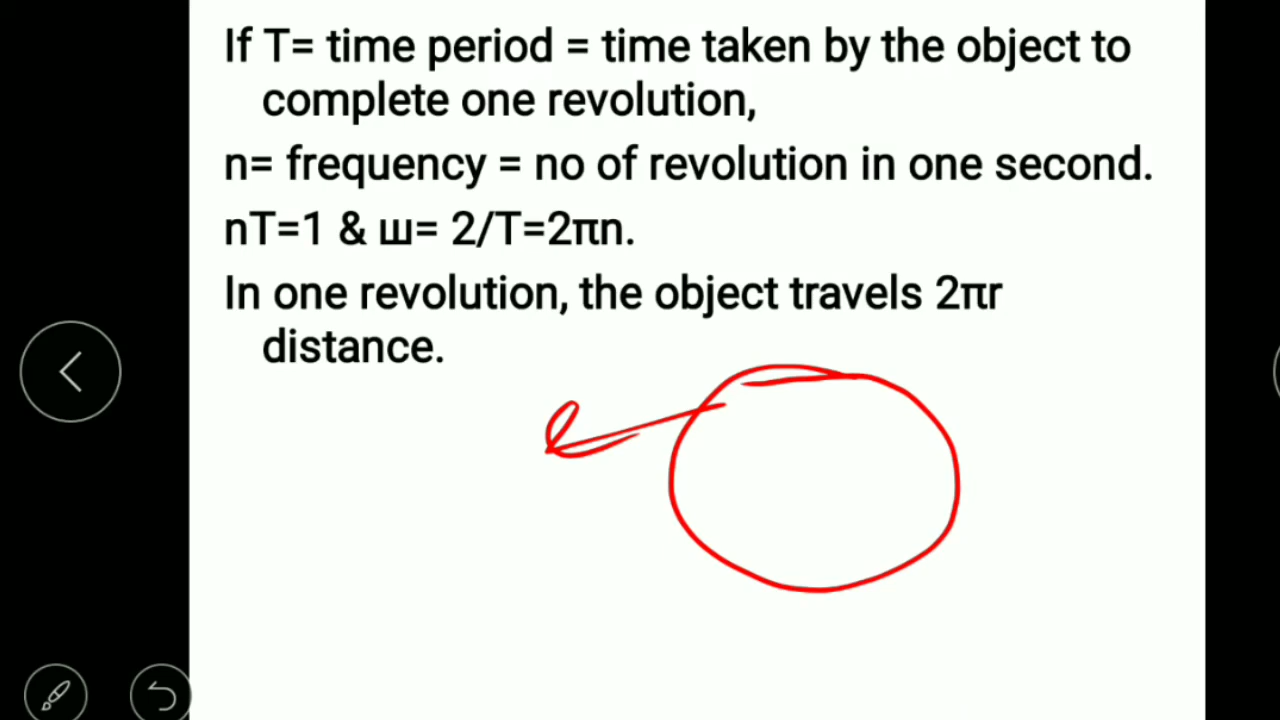 If T= time period = time taken by the object to
complete one revolution,
n= frequency = no of revolution in one second.
nT=1 & ш= 2/T=2πn.
In one revolution, the object travels 2πr
distance.